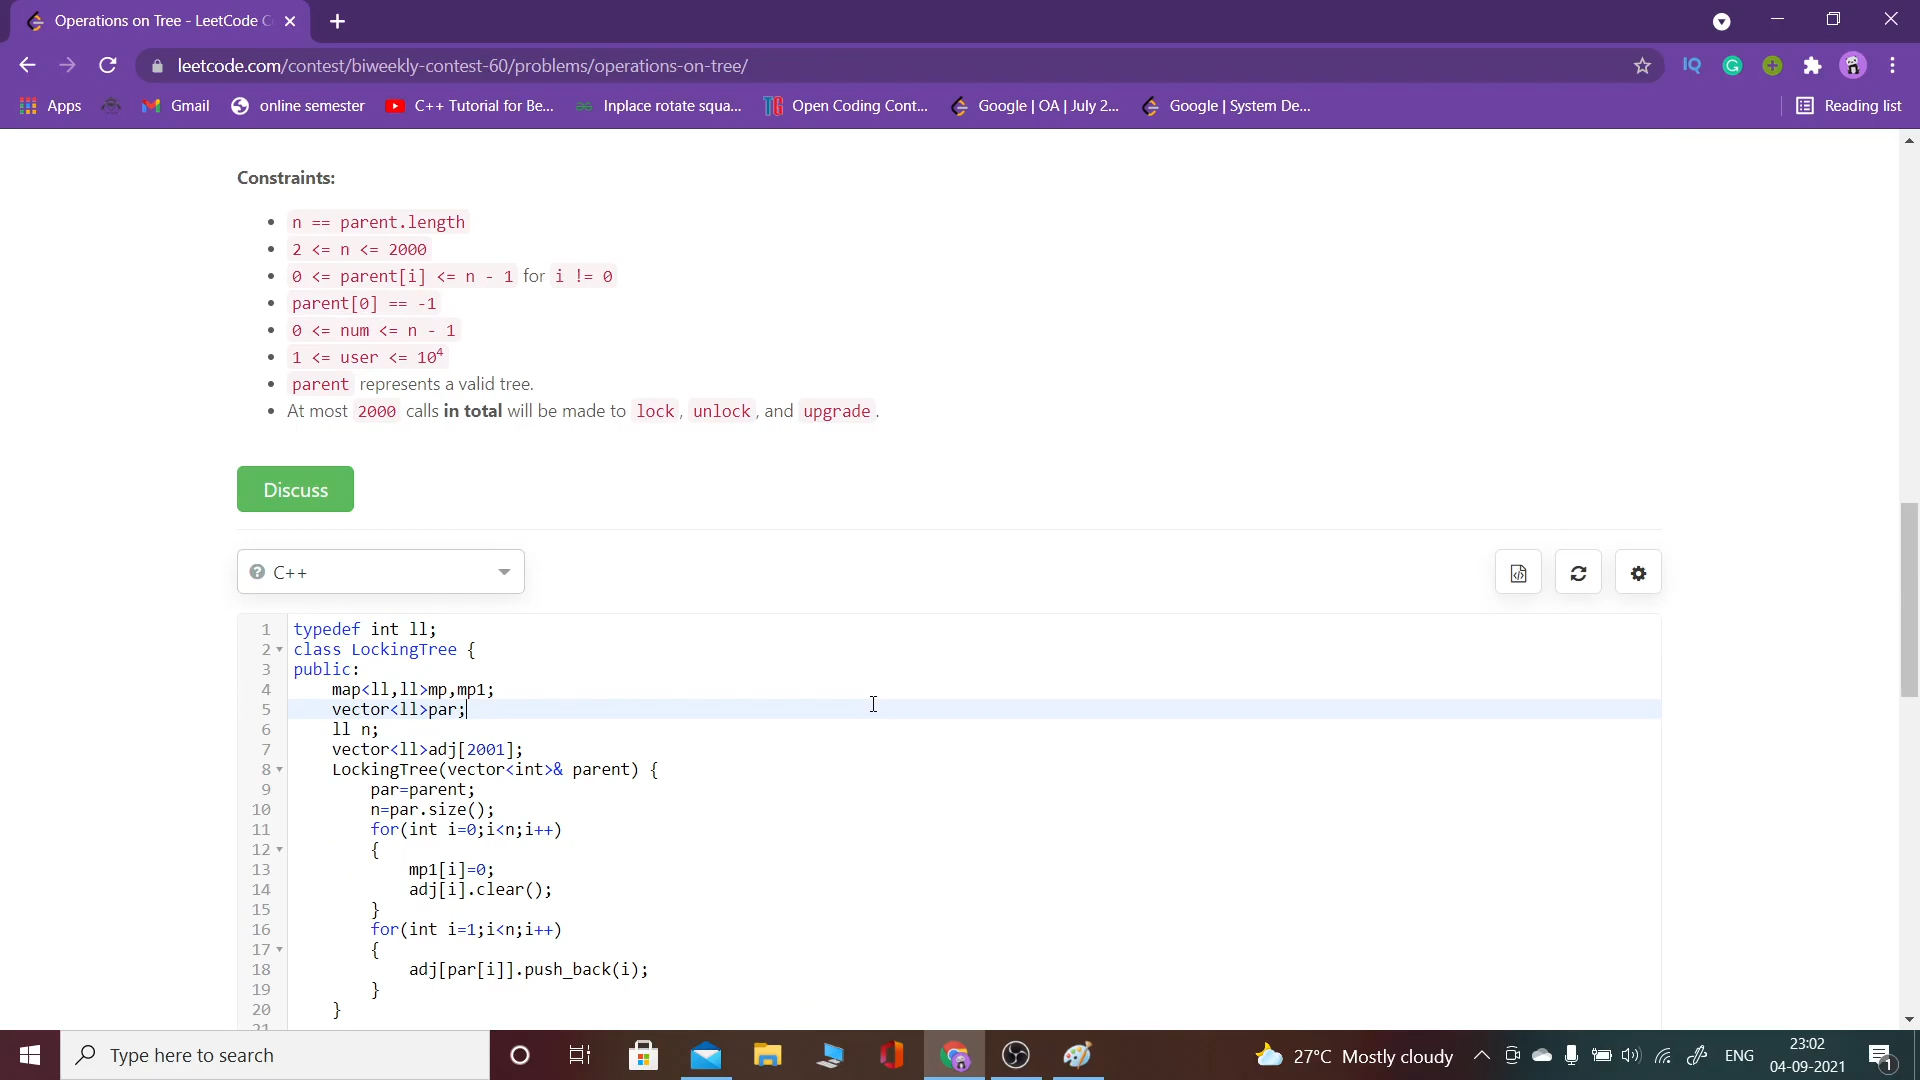 Operations on Tree - LeetCode C
leetcode.com/contest/biweekly-contest-60/problems/operations-on-tree/
IQ
Apps
Gmail
online semester
C++ Tutorial for Be...
Inplace rotate squa...
Open Coding Cont...
Google | OA | July 2...
Google | System De...
Reading list
Constraints:
n == parent.length
2 <= n <= 2000
0 <= parent[i] <= n - 1 for i != 0
parent[0] == -1
0 <= num <= n - 1
1 <= user <= 10⁴
parent represents a valid tree.
At most 2000 calls in total will be made to lock, unlock, and upgrade.
Discuss
C++
1 typedef int ll;
2 class LockingTree {
3 public:
4 map<ll,ll>mp,mp1;
5 vector<ll>par;
6 ll n;
7 vector<ll>adj[2001];
8 LockingTree(vector<int>& parent) {
9 par=parent;
10 n=par.size();
11 for(int i=0;i<n;i++)
12 {
13 mp1[i]=0;
14 adj[i].clear();
15 }
16 for(int i=1;i<n;i++)
17 {
18 adj[par[i]].push_back(i);
19 }
20 }
21
Type here to search
27°C Mostly cloudy
ENG
23:02
04-09-2021
1